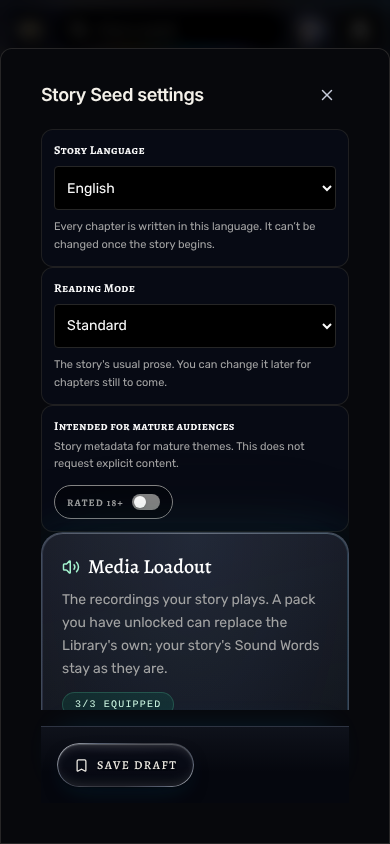 Story Seed settings
Story Language
English
Every chapter is written in this language. It can't be
changed once the story begins.
Reading Mode
Standard
The story's usual prose. You can change it later for
chapters still to come.
Intended for mature audiences
Story metadata for mature themes. This does not
request explicit content.
RATED 18+
Media Loadout
The recordings your story plays. A pack
you have unlocked can replace the
Library's own; your story's Sound Words
stay as they are.
3/3 EQUIPPED
SAVE DRAFT